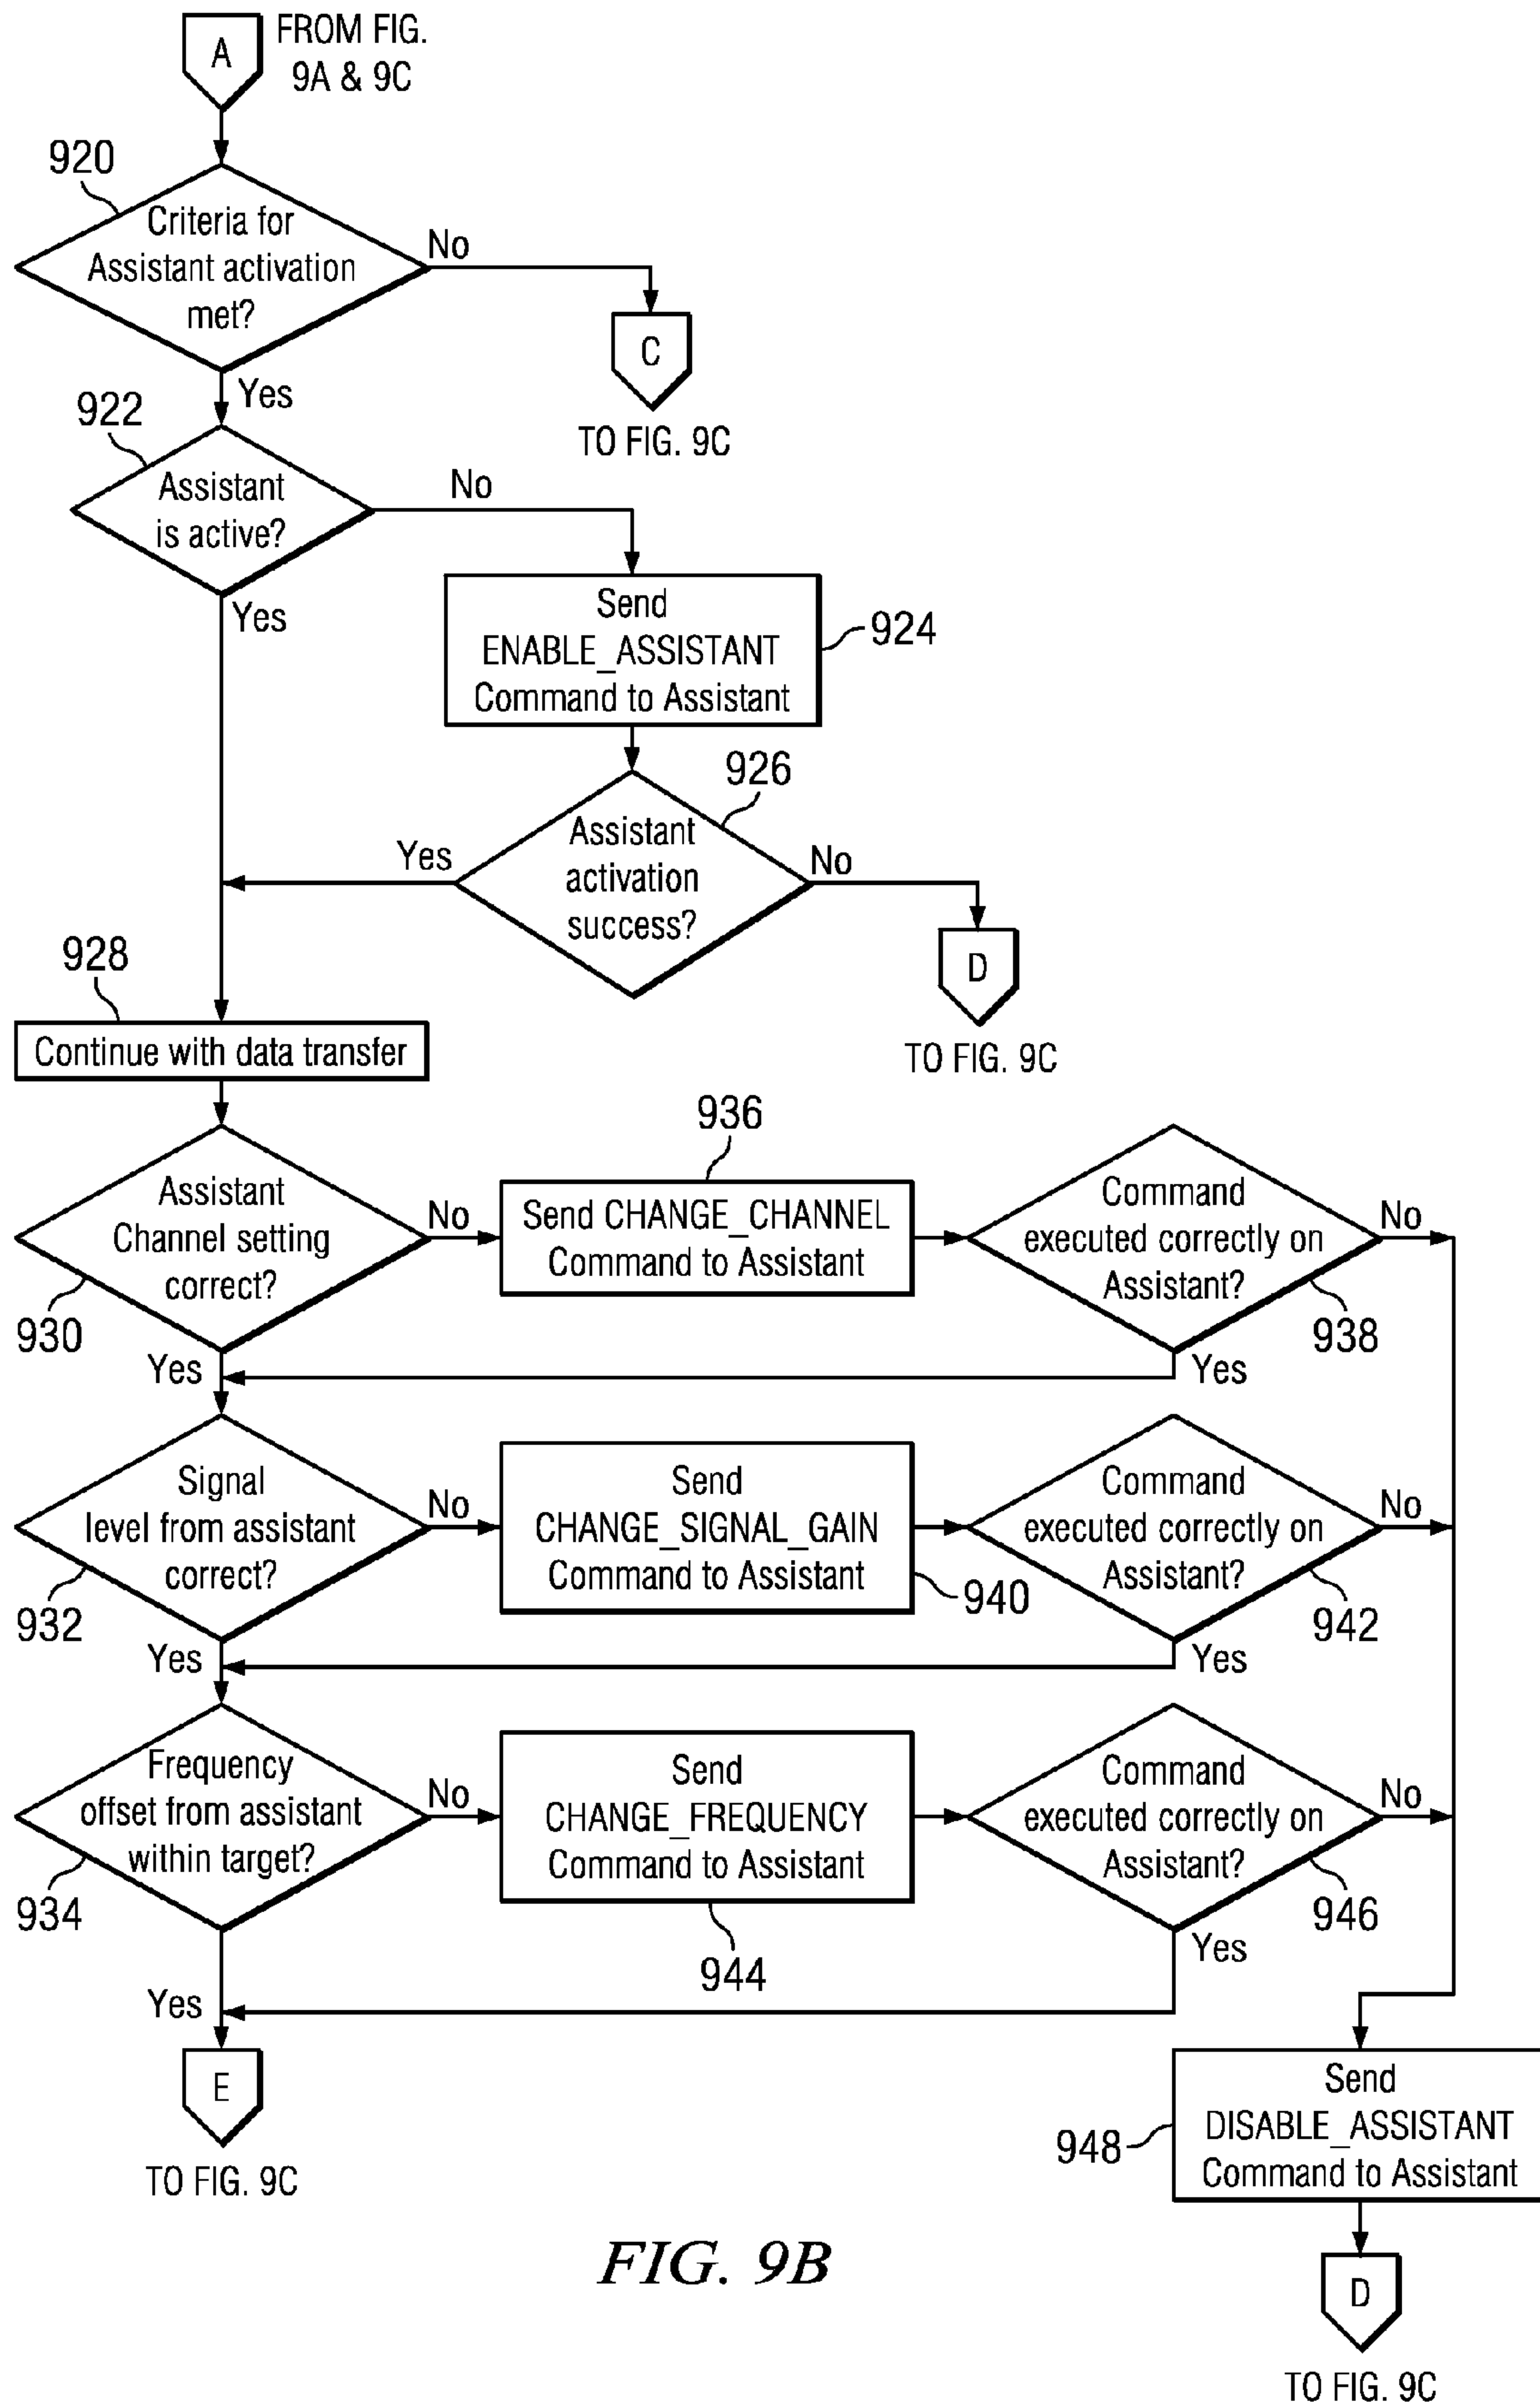 A
FROM FIG.
9A & 9C
920
Criteria for
Assistant activation
met?
No
C
TO FIG. 9C
Yes
922
Assistant
is active?
No
Yes
Send
ENABLE_ASSISTANT
Command to Assistant
924
926
Assistant
activation
success?
Yes
No
D
TO FIG. 9C
928
Continue with data transfer
936
Assistant
Channel setting
correct?
930
No
Send CHANGE_CHANNEL
Command to Assistant
Command
executed correctly on
Assistant?
No
938
Yes
Yes
Signal
level from assistant
correct?
932
No
Send
CHANGE_SIGNAL_GAIN
Command to Assistant
940
Command
executed correctly on
Assistant?
No
942
Yes
Yes
Frequency
offset from assistant
within target?
934
No
Send
CHANGE_FREQUENCY
Command to Assistant
944
Command
executed correctly on
Assistant?
No
946
Yes
Yes
E
TO FIG. 9C
Send
DISABLE_ASSISTANT
Command to Assistant
948
D
TO FIG. 9C
FIG. 9B